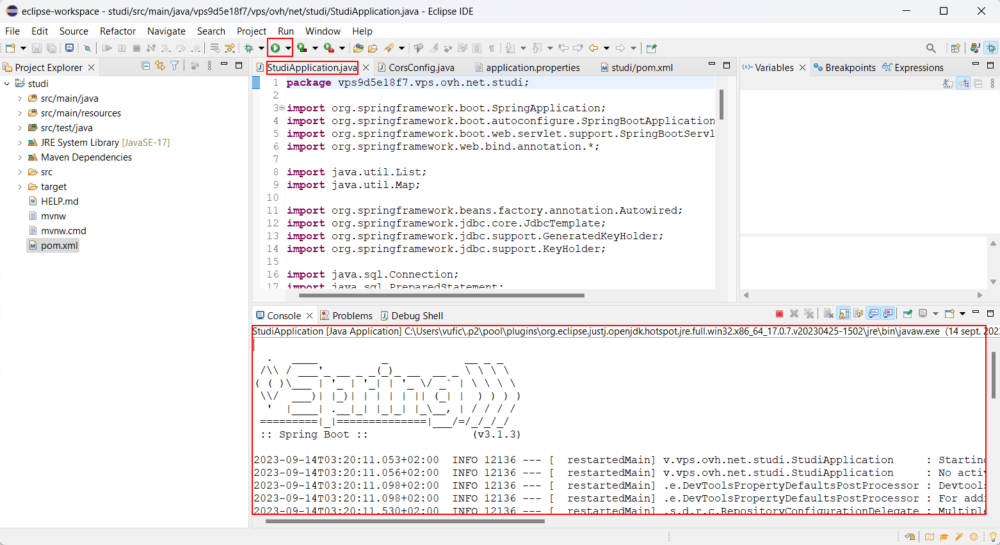 eclipse-workspace - studi/src/main/java/vps9d5e18f7/vps/ovh/net/studi/StudiApplication.java - Eclipse IDE
File Edit Source Refactor Navigate Search Project Run Window Help
Project Explorer
studi
src/main/java
src/main/resources
src/test/java
JRE System Library [JavaSE-17]
Maven Dependencies
src
target
HELP.md
mvnw
mvnw.cmd
pom.xml
StudiApplication.java CorsConfig.java application.properties studi/pom.xml
1 package vps9d5e18f7.vps.ovh.net.studi;
2
3 import org.springframework.boot.SpringApplication;
4 import org.springframework.boot.autoconfigure.SpringBootApplication
5 import org.springframework.boot.web.servlet.support.SpringBootServl
6 import org.springframework.web.bind.annotation.*;
7
8 import java.util.List;
9 import java.util.Map;
10
11 import org.springframework.beans.factory.annotation.Autowired;
12 import org.springframework.jdbc.core.JdbcTemplate;
13 import org.springframework.jdbc.support.GeneratedKeyHolder;
14 import org.springframework.jdbc.support.KeyHolder;
15
16 import java.sql.Connection;
17 import java.sql.PreparedStatement;
(x)= Variables Breakpoints Expressions
Console Problems Debug Shell
StudiApplication [Java Application] C:\Users\vufic\.p2\pool\plugins\org.eclipse.justj.openjdk.hotspot.jre.full.win32.x86_64_17.0.7.v20230425-1502\jre\bin\javaw.exe (14 sept. 202
  .   ____          _            __ _ _
 /\\ / ___'_ __ _ _(_)_ __  __ _ \ \ \ \
( ( )\___ | '_ | '_| | '_ \/ _` | \ \ \ \
 \\/  ___)| |_)| | | | | || (_| |  ) ) ) )
  '  |____| .__|_| |_|_| |_\__, | / / / /
 =========|_|==============|___/=/_/_/_/
 :: Spring Boot ::                (v3.1.3)
2023-09-14T03:20:11.053+02:00  INFO 12136 --- [  restartedMain] v.vps.ovh.net.studi.StudiApplication     : Starting
2023-09-14T03:20:11.056+02:00  INFO 12136 --- [  restartedMain] v.vps.ovh.net.studi.StudiApplication     : No activ
2023-09-14T03:20:11.098+02:00  INFO 12136 --- [  restartedMain] .e.DevToolsPropertyDefaultsPostProcessor : Devtools
2023-09-14T03:20:11.098+02:00  INFO 12136 --- [  restartedMain] .e.DevToolsPropertyDefaultsPostProcessor : For addi
2023-09-14T03:20:11.530+02:00  INFO 12136 --- [  restartedMain] .s.d.r.c.RepositoryConfigurationDelegate : Multiple